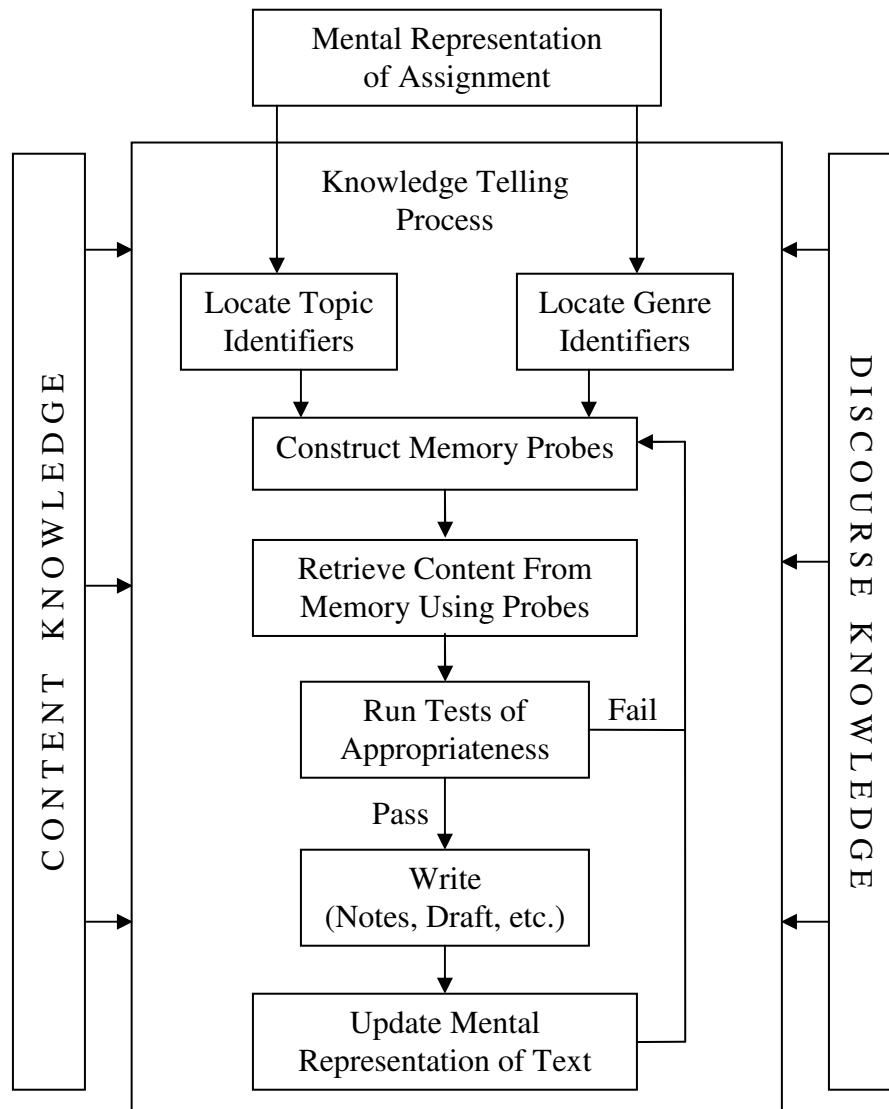 Mental Representation
of Assignment
Knowledge Telling
Process
Locate Topic
Identifiers
Locate Genre
Identifiers
CONTENT KNOWLEDGE
DISCOURSE KNOWLEDGE
Construct Memory Probes
Retrieve Content From
Memory Using Probes
Run Tests of
Appropriateness
Fail
Pass
Write
(Notes, Draft, etc.)
Update Mental
Representation of Text